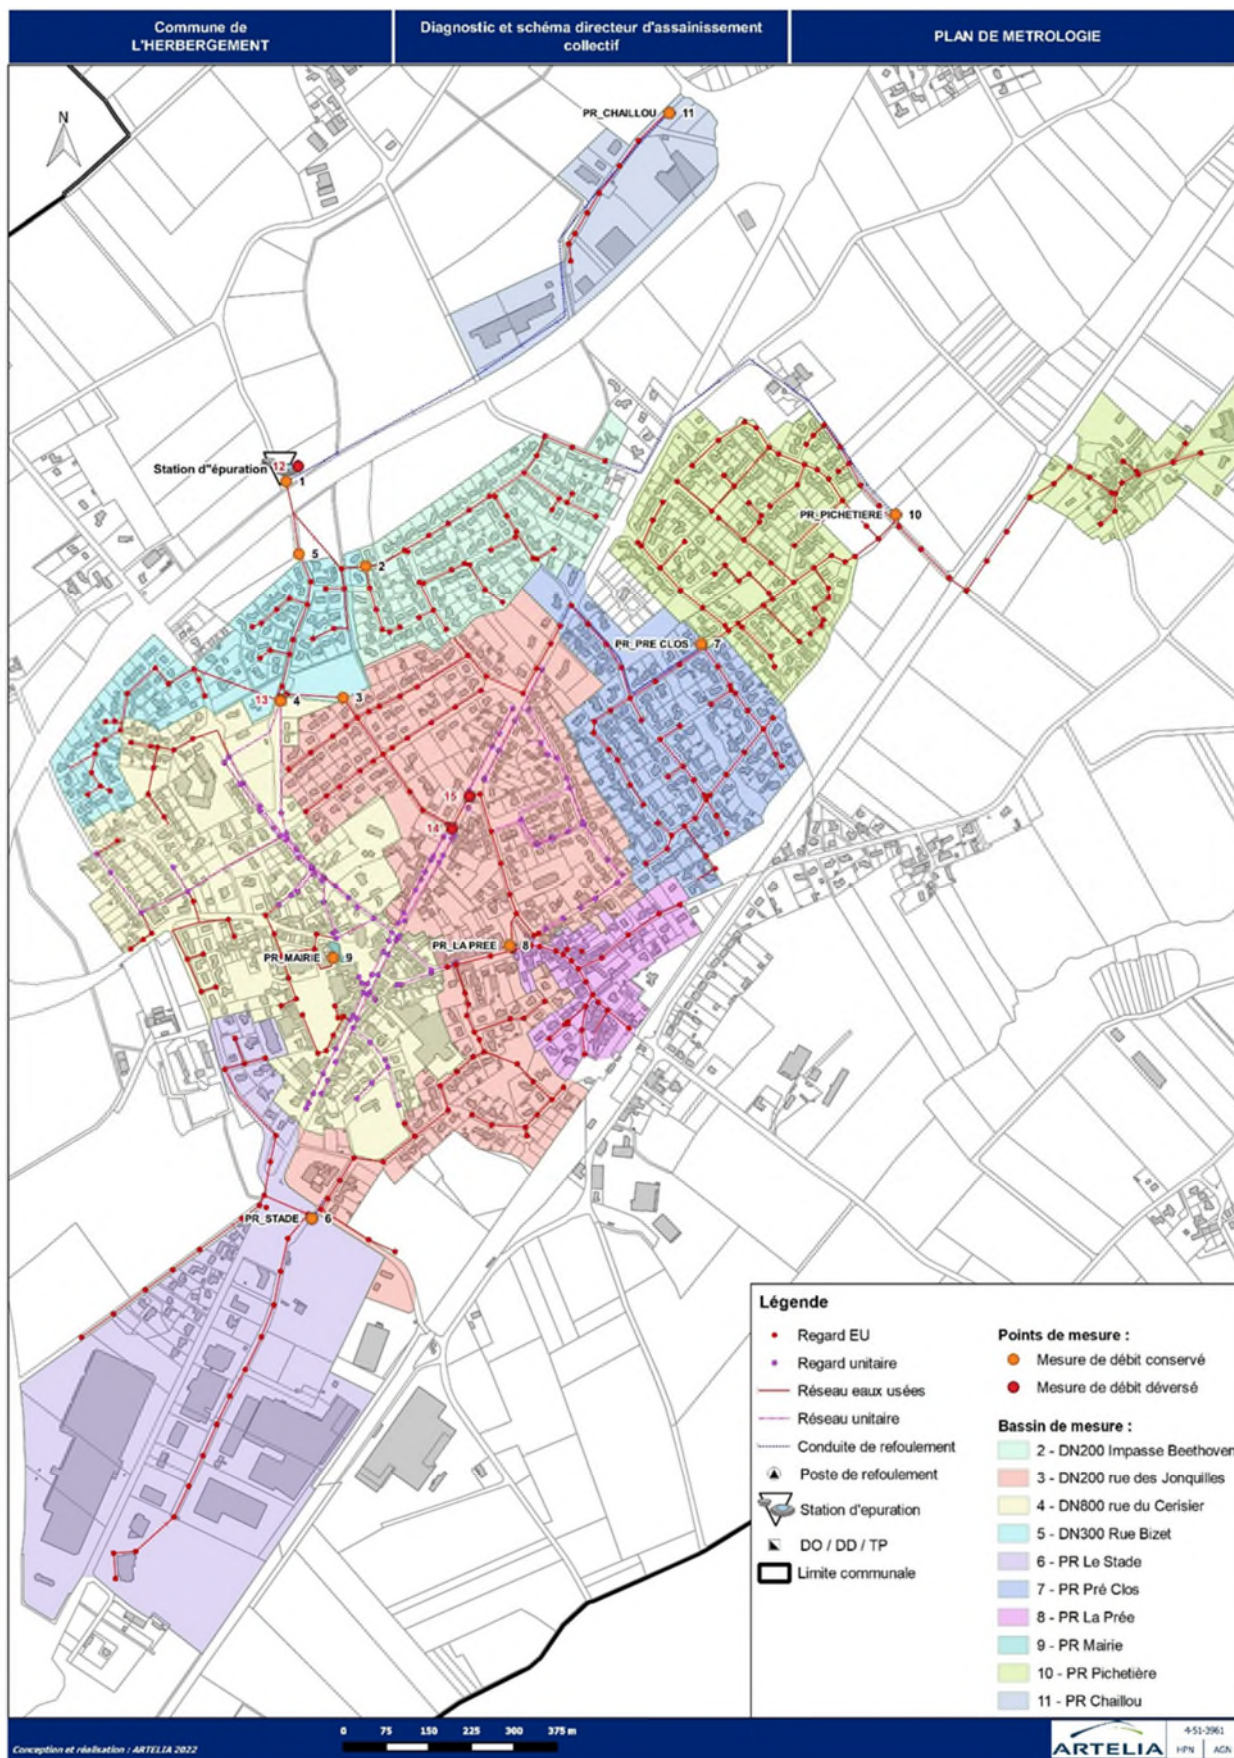 Commune de
L'HERBERGEMENT
Diagnostic et schéma directeur d'assainissement
collectif
PLAN DE METROLOGIE
N
PR_CHAILLOU
11
Station d"épuration
12
1
5
2
PR_PICHETIERE
10
PR_PRE CLOS
7
13
4
3
15
14
PR_LA PREE
8
PR_MAIRIE
9
PR_STADE
6
Légende
Regard EU
Regard unitaire
Réseau eaux usées
Réseau unitaire
Conduite de refoulement
Poste de refoulement
Station d'epuration
DO / DD / TP
Limite communale
Points de mesure :
Mesure de débit conservé
Mesure de débit déversé
Bassin de mesure :
2 - DN200 Impasse Beethoven
3 - DN200 rue des Jonquilles
4 - DN800 rue du Cerisier
5 - DN300 Rue Bizet
6 - PR Le Stade
7 - PR Pré Clos
8 - PR La Prée
9 - PR Mairie
10 - PR Pichetière
11 - PR Chaillou
Conception et réalisation : ARTELIA 2022
0 75 150 225 300 375 m
ARTELIA
4-51-3961
HPN AGN